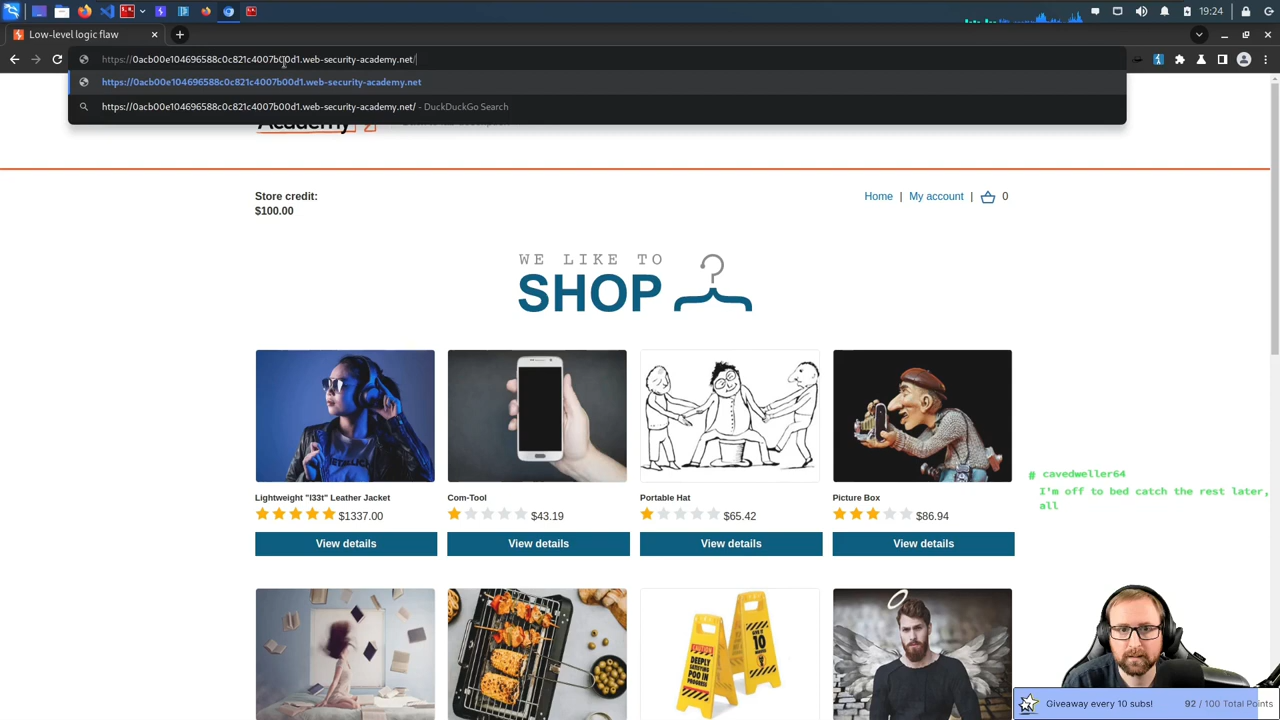 19:24
Low-level logic flaw
https://0acb00e104696588c0c821c4007b00d1.web-security-academy.net/
https://0acb00e104696588c0c821c4007b00d1.web-security-academy.net
https://0acb00e104696588c0c821c4007b00d1.web-security-academy.net/ - DuckDuckGo Search
Academy
Store credit:
$100.00
Home | My account | 0
WE LIKE TO
SHOP
Lightweight "l33t" Leather Jacket
$1337.00
View details
Com-Tool
$43.19
View details
Portable Hat
$65.42
View details
Picture Box
$86.94
View details
# cavedweller64
I'm off to bed catch the rest later,
all
Giveaway every 10 subs! 92 / 100 Total Points